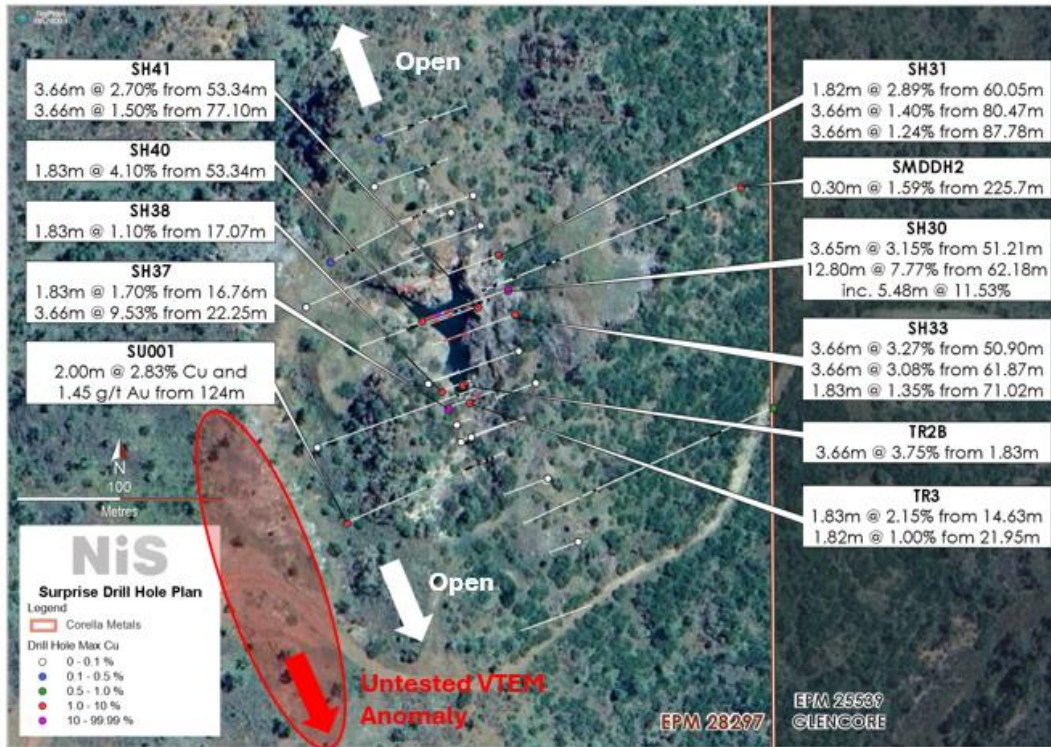 Open
SH41
3.66m @ 2.70% from 53.34m
3.66m @ 1.50% from 77.10m
SH40
1.83m @ 4.10% from 53.34m
SH38
1.83m @ 1.10% from 17.07m
SH37
1.83m @ 1.70% from 16.76m
3.66m @ 9.53% from 22.25m
SU001
2.00m @ 2.83% Cu and
1.45 g/t Au from 124m
SH31
1.82m @ 2.89% from 60.05m
3.66m @ 1.40% from 80.47m
3.66m @ 1.24% from 87.78m
SMDDH2
0.30m @ 1.59% from 225.7m
SH30
3.65m @ 3.15% from 51.21m
12.80m @ 7.77% from 62.18m
inc. 5.48m @ 11.53%
SH33
3.66m @ 3.27% from 50.90m
3.66m @ 3.08% from 61.87m
1.83m @ 1.35% from 71.02m
TR2B
3.66m @ 3.75% from 1.83m
TR3
1.83m @ 2.15% from 14.63m
1.82m @ 1.00% fom 21.95m
N
100
Metres
NiS
Surprise Drill Hole Plan
Legend
Corella Metals
Drill Hole Max Cu
0 - 0.1 %
0.1 - 0.5 %
0.5 - 1.0 %
1.0 - 10 %
10 - 99.99 %
Open
Untested VTEM
Anomaly
EPM 28297
EPM 25539
GLENCORE